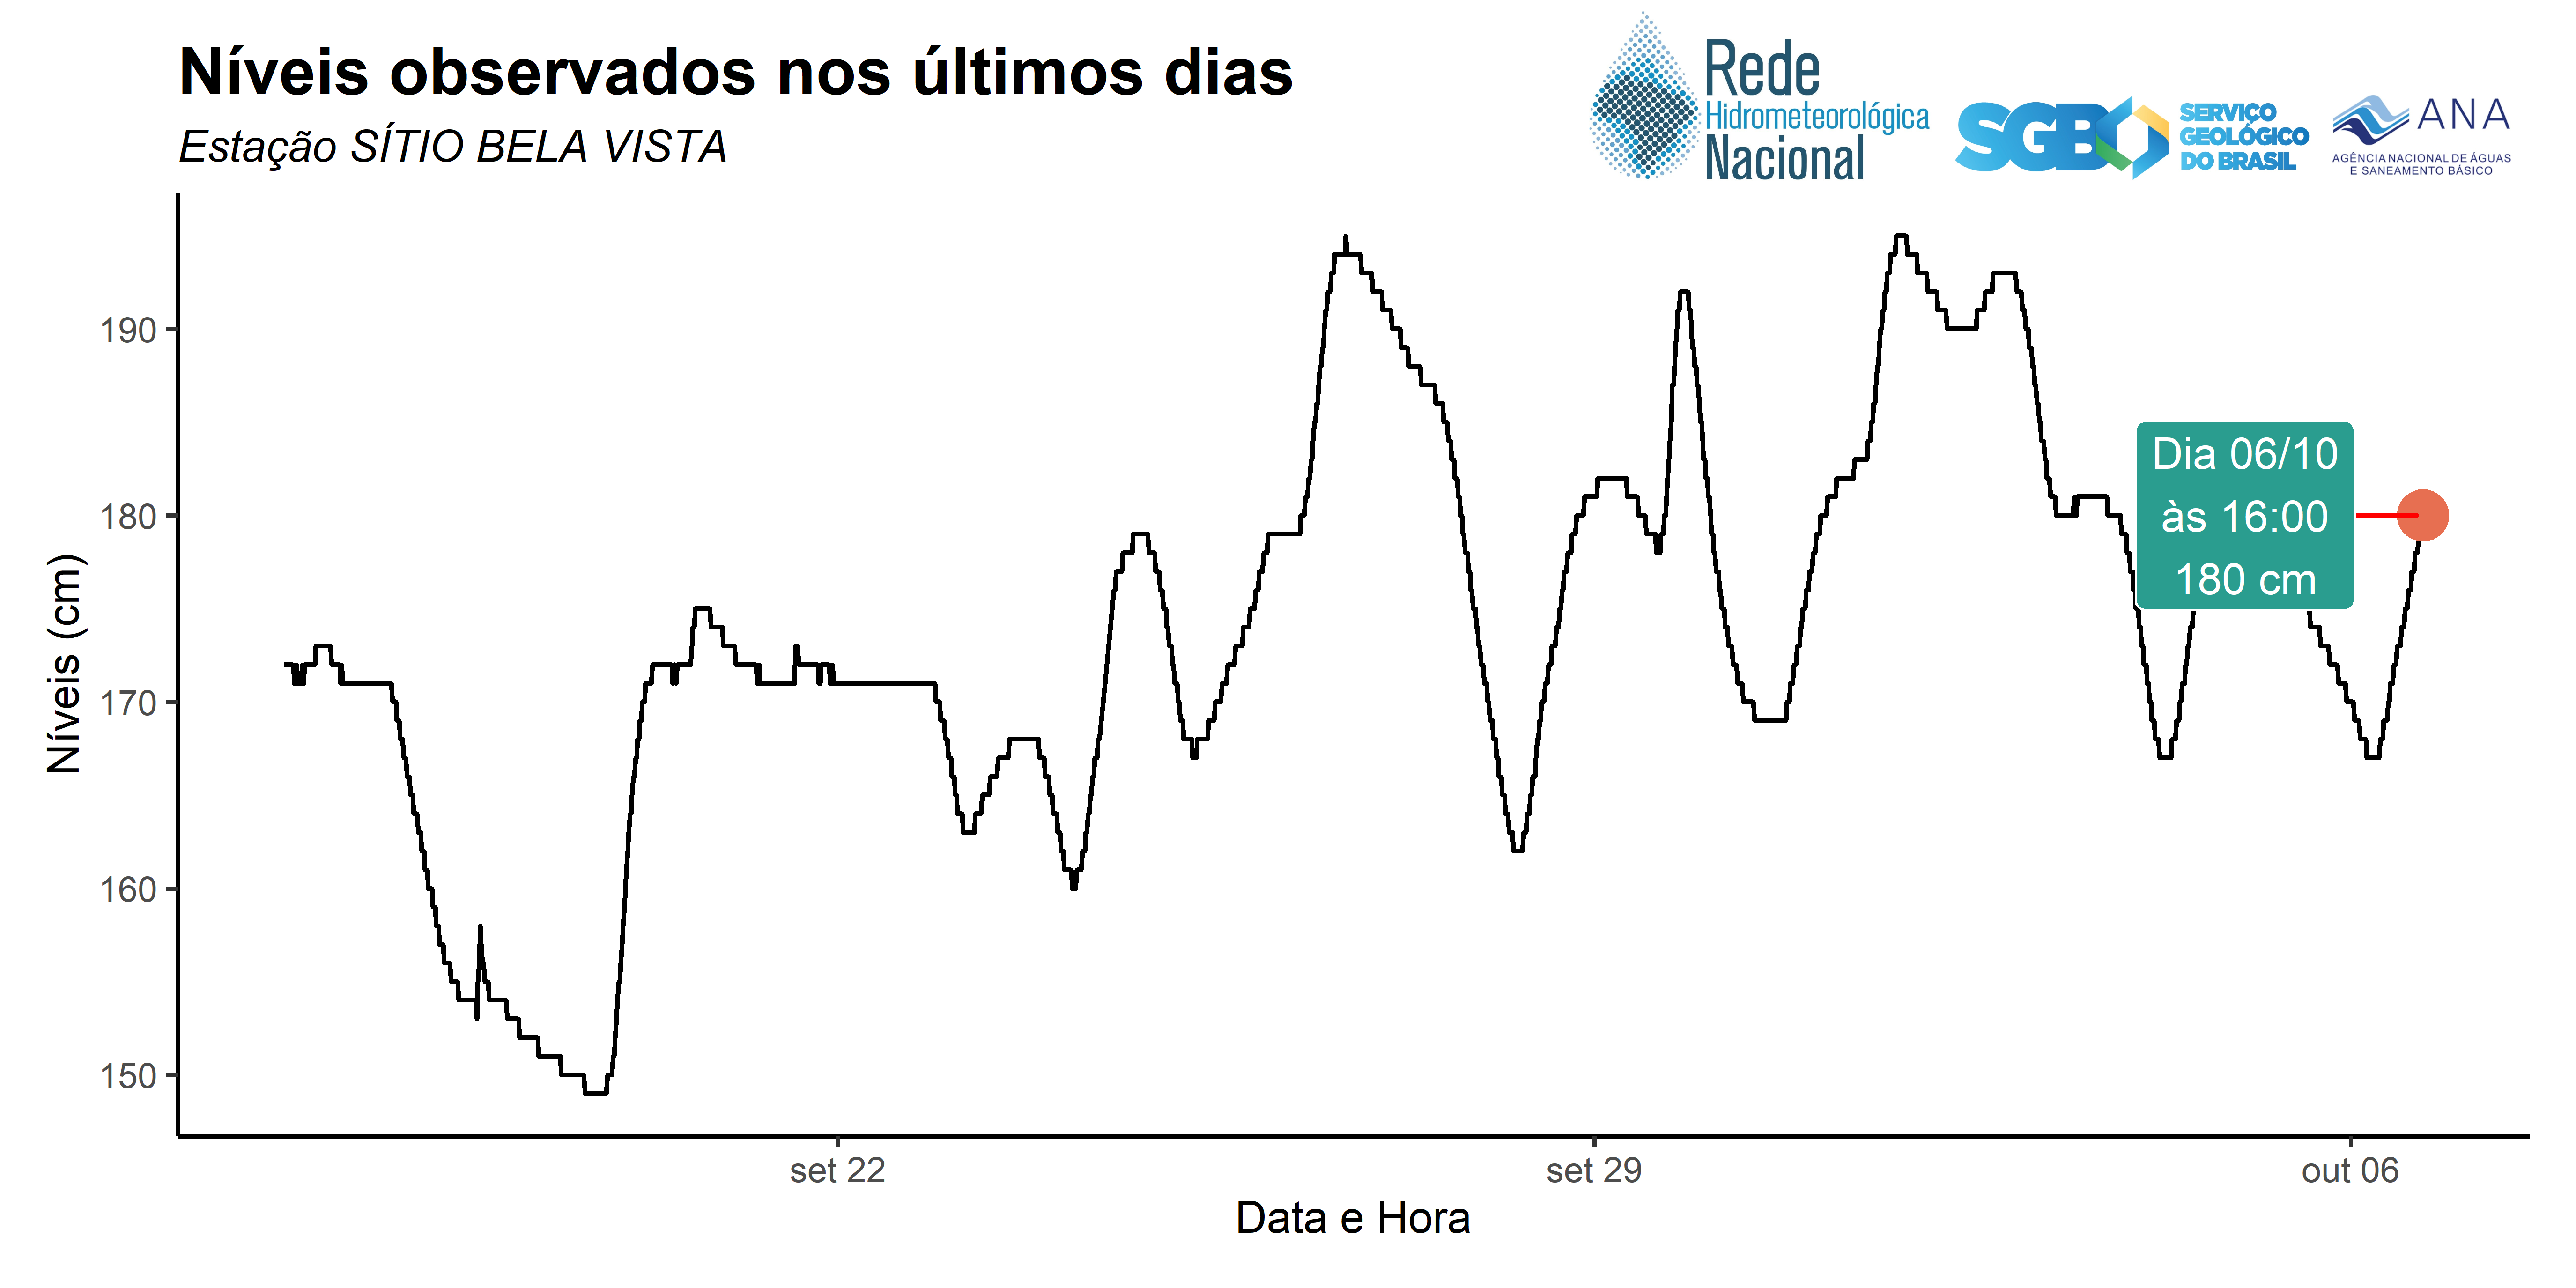 Níveis observados nos últimos dias
Estação SÍTIO BELA VISTA
Rede
Hidrometeorológica
Nacional
SGB
SERVIÇO
GEOLÓGICO
DO BRASIL
ANA
AGÊNCIA NACIONAL DE ÁGUAS
E SANEAMENTO BÁSICO
Níveis (cm)
190
180
170
160
150
Dia 06/10
às 16:00
180 cm
set 22
set 29
out 06
Data e Hora